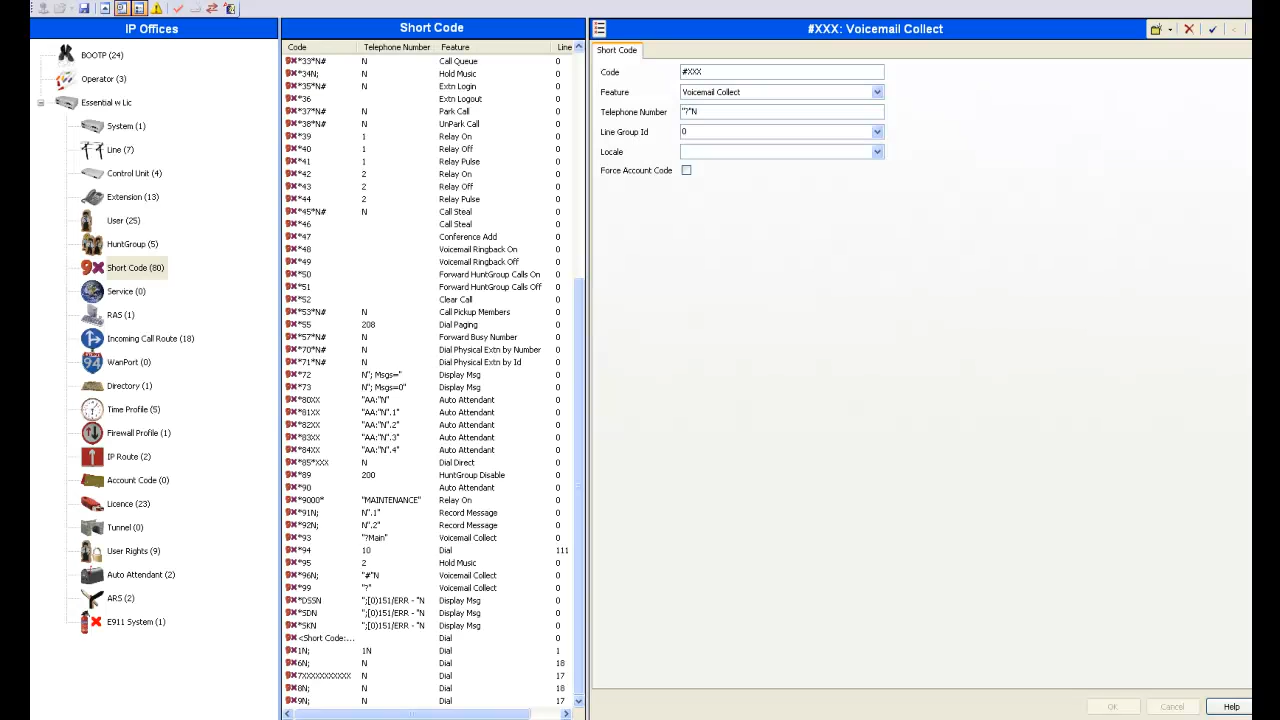 IP Offices
BOOTP (24)
Operator (3)
Essential w Lic
System (1)
Line (7)
Control Unit (4)
Extension (13)
User (25)
HuntGroup (5)
Short Code (80)
Service (0)
RAS (1)
Incoming Call Route (18)
WanPort (0)
Directory (1)
Time Profile (5)
Firewall Profile (1)
IP Route (2)
Account Code (0)
Licence (23)
Tunnel (0)
User Rights (9)
Auto Attendant (2)
ARS (2)
E911 System (1)
Short Code
Code Telephone Number Feature Line
*33*N# N Call Queue 0
*34N; Hold Music 0
*35*N# N Extn Login 0
*36 Extn Logout 0
*37*N# N Park Call 0
*38*N# N UnPark Call 0
*39 1 Relay On 0
*40 1 Relay Off 0
*41 1 Relay Pulse 0
*42 2 Relay On 0
*43 2 Relay Off 0
*44 2 Relay Pulse 0
*45*N# N Call Steal 0
*46 Call Steal 0
*47 Conference Add 0
*48 Voicemail Ringback On 0
*49 Voicemail Ringback Off 0
*50 Forward HuntGroup Calls On 0
*51 Forward HuntGroup Calls Off 0
*52 Clear Call 0
*53*N# N Call Pickup Members 0
*55 208 Dial Paging 0
*57*N# N Forward Busy Number 0
*70*N# N Dial Physical Extn by Number 0
*71*N# N Dial Physical Extn by Id 0
*72 N"; Msgs=" Display Msg 0
*73 N"; Msgs=0" Display Msg 0
*80XX "AA:"N" Auto Attendant 0
*81XX "AA:"N".1" Auto Attendant 0
*82XX "AA:"N".2" Auto Attendant 0
*83XX "AA:"N".3" Auto Attendant 0
*84XX "AA:"N".4" Auto Attendant 0
*85*XXX N Dial Direct 0
*89 200 HuntGroup Disable 0
*90 Auto Attendant 0
*9000* "MAINTENANCE" Relay On 0
*91N; N".1" Record Message 0
*92N; N".2" Record Message 0
*93 "?Main" Voicemail Collect 0
*94 10 Dial 111
*95 2 Hold Music 0
*96N; "#"N Voicemail Collect 0
*99 "?" Voicemail Collect 0
*DSSN ";[0)151/ERR - "N Display Msg 0
*SDN ";[0)151/ERR - "N Display Msg 0
*SKN ";[0)151/ERR - "N Display Msg 0
<Short Code:... Dial 0
1N; 1N Dial 1
6N; N Dial 18
7XXXXXXXXXX N Dial 17
8N; N Dial 18
9N; N Dial 17
#XXX: Voicemail Collect
Short Code
Code #XXX
Feature Voicemail Collect
Telephone Number "?"N
Line Group Id 0
Locale
Force Account Code
OK Cancel Help